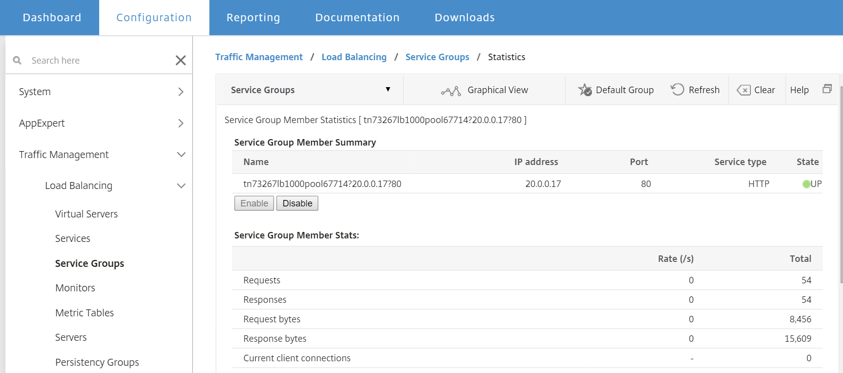 Dashboard Configuration Reporting Documentation Downloads
Search here
System
AppExpert
Traffic Management
Load Balancing
Virtual Servers
Services
Service Groups
Monitors
Metric Tables
Servers
Persistency Groups
Traffic Management / Load Balancing / Service Groups / Statistics
Service Groups Graphical View Default Group Refresh Clear Help
Service Group Member Statistics [ tn73267lb1000pool67714?20.0.0.17?80 ]
Service Group Member Summary
Name IP address Port Service type State
tn73267lb1000pool67714?20.0.0.17?80 20.0.0.17 80 HTTP UP
Enable Disable
Service Group Member Stats:
Rate (/s) Total
Requests 0 54
Responses 0 54
Request bytes 0 8,456
Response bytes 0 15,609
Current client connections - 0